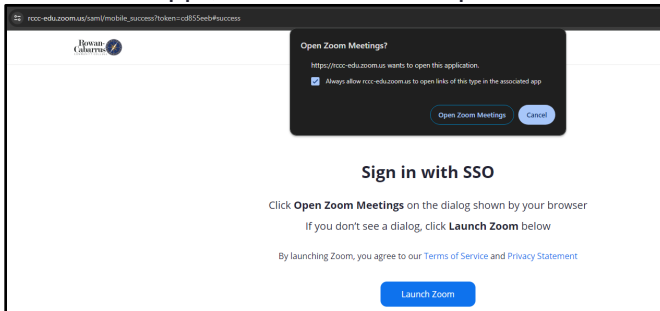 rccc-edu.zoom.us/saml/mobile_success?token=cd855eeb#success
Rowan-
Cabarrus
Open Zoom Meetings?
https://rccc-edu.zoom.us wants to open this application.
Always allow rccc-edu.zoom.us to open links of this type in the associated app
Open Zoom Meetings
Cancel
Sign in with SSO
Click Open Zoom Meetings on the dialog shown by your browser
If you don't see a dialog, click Launch Zoom below
By launching Zoom, you agree to our Terms of Service and Privacy Statement
Launch Zoom